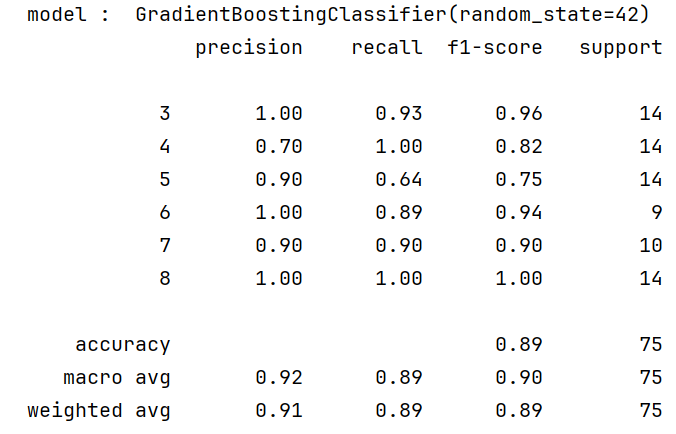 model :  GradientBoostingClassifier(random_state=42)
              precision    recall  f1-score   support

           3       1.00      0.93      0.96        14
           4       0.70      1.00      0.82        14
           5       0.90      0.64      0.75        14
           6       1.00      0.89      0.94         9
           7       0.90      0.90      0.90        10
           8       1.00      1.00      1.00        14

    accuracy                           0.89        75
   macro avg       0.92      0.89      0.90        75
weighted avg       0.91      0.89      0.89        75